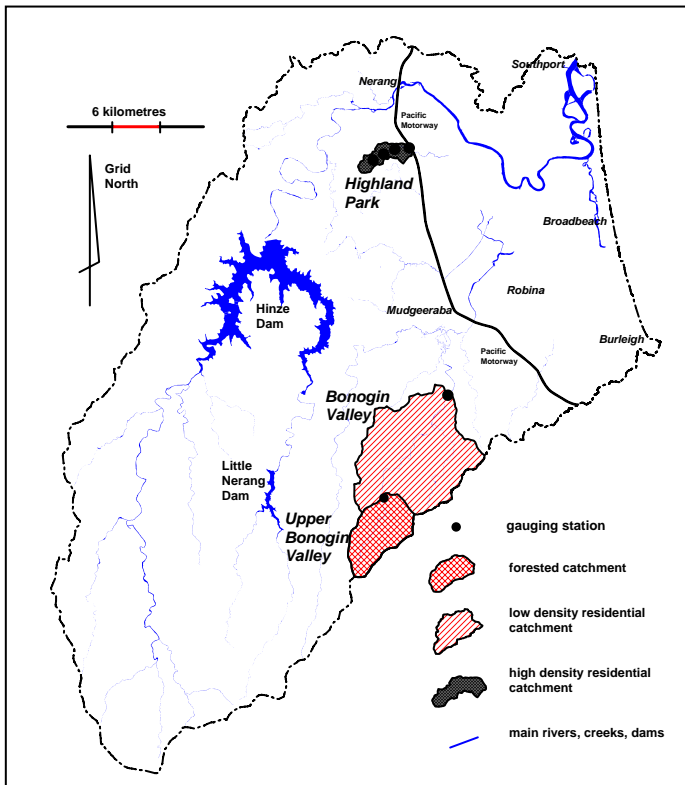 Southport
Nerang
6 kilometres
Pacific
Motorway
Grid
North
Highland
Park
Broadbeach
Hinze
Dam
Robina
Mudgeeraba
Burleigh
Pacific
Motorway
Bonogin
Valley
Little
Nerang
Dam
Upper
Bonogin
Valley
gauging station
forested catchment
low density residential
catchment
high density residential
catchment
main rivers, creeks, dams